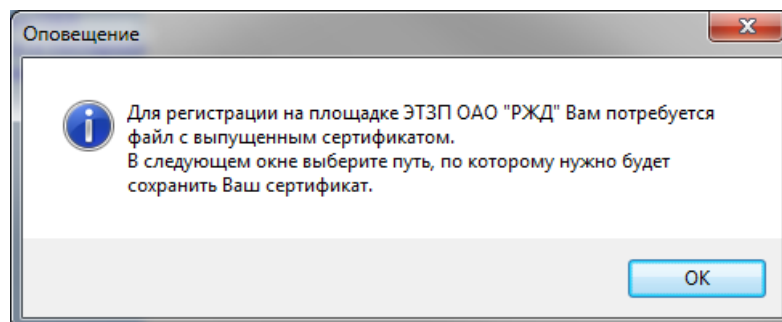 Оповещение
Для регистрации на площадке ЭТЗП ОАО "РЖД" Вам потребуется
файл с выпущенным сертификатом.
В следующем окне выберите путь, по которому нужно будет
сохранить Ваш сертификат.
ОК